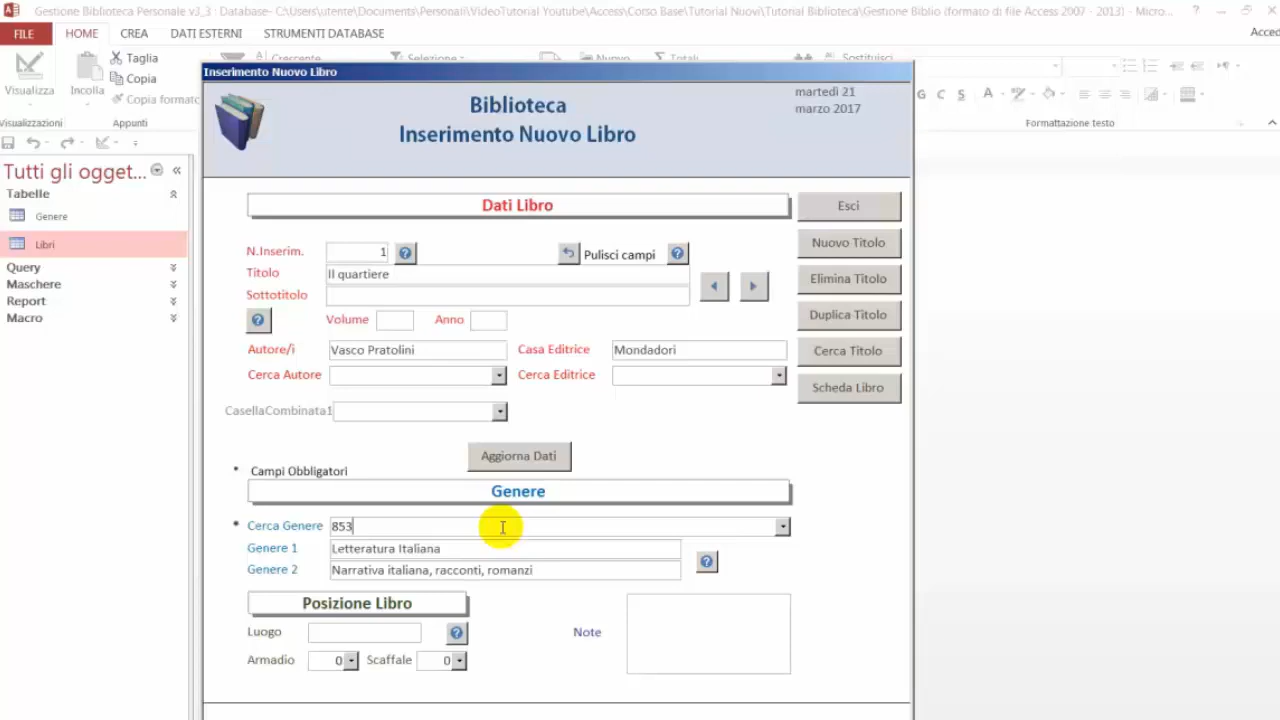 Gestione Biblioteca Personale v3_3 : Database- C:\Users\utente\Documents\Personali\VideoTutorial Youtube\Access\Corso Base\Tutorial Nuovi\Tutorial Biblioteca\Gestione Biblio (formato di file Access 2007 - 2013) - Micro... ?
FILE HOME CREA DATI ESTERNI STRUMENTI DATABASE Acced
Visualizza
Incolla
Taglia
Copia
Copia formato
Crescente
Selezione
Nuovo
Totali
Sostituisci
G C S A
Visualizzazioni Appunti Formattazione testo
Tutti gli ogget... «
Tabelle
Genere
Libri
Query
Maschere
Report
Macro
Inserimento Nuovo Libro
Biblioteca
Inserimento Nuovo Libro
martedì 21
marzo 2017
Dati Libro
N.Inserim. 1 ? Pulisci campi ?
Titolo Il quartiere
Sottotitolo
? Volume Anno
Autore/i Vasco Pratolini Casa Editrice Mondadori
Cerca Autore Cerca Editrice
CasellaCombinata1
Esci
Nuovo Titolo
Elimina Titolo
Duplica Titolo
Cerca Titolo
Scheda Libro
Aggiorna Dati
* Campi Obbligatori
Genere
* Cerca Genere 853
Genere 1 Letteratura Italiana
Genere 2 Narrativa italiana, racconti, romanzi ?
Posizione Libro
Luogo ? Note
Armadio 0 Scaffale 0